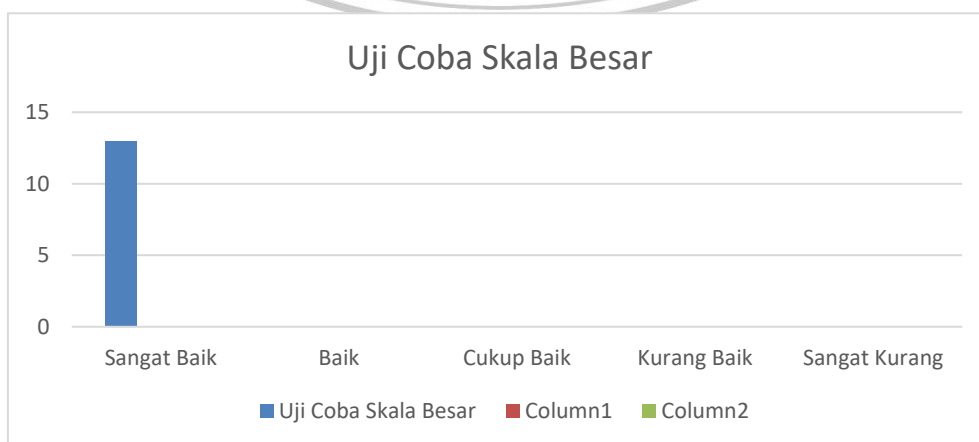 Uji Coba Skala Besar
15
10
5
0
Sangat Baik Baik Cukup Baik Kurang Baik Sangat Kurang
Uji Coba Skala Besar Column1 Column2